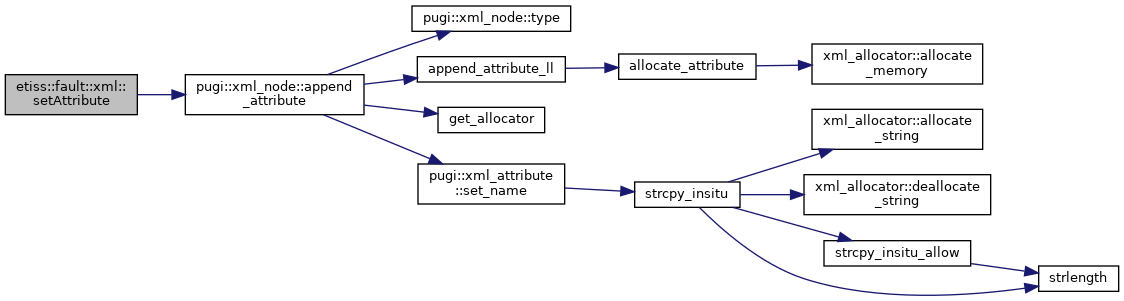 etiss::fault::xml::
setAttribute
pugi::xml_node::append
_attribute
pugi::xml_node::type
append_attribute_ll
get_allocator
pugi::xml_attribute
::set_name
allocate_attribute
xml_allocator::allocate
_memory
strcpy_insitu
xml_allocator::allocate
_string
xml_allocator::deallocate
_string
strcpy_insitu_allow
strlength